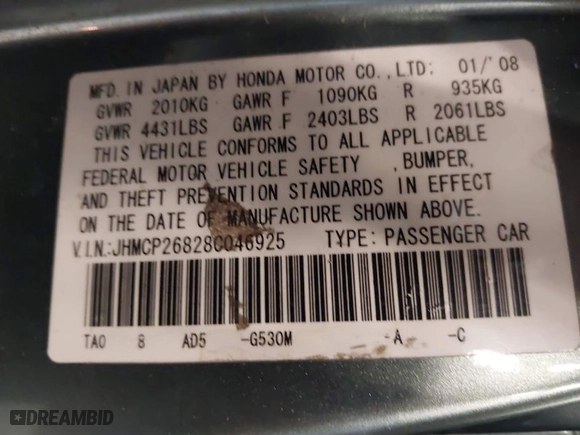 MFD. IN JAPAN BY HONDA MOTOR CO., LTD: 01/'08
GVWR 2010KG GAWR F 1090KG R 935KG
GVWR 4431LBS GAWR F 2403LBS R 2061LBS
THIS VEHICLE CONFORMS TO ALL APPLICABLE
FEDERAL MOTOR VEHICLE SAFETY ,BUMPER,
AND THEFT PREVENTION STANDARDS IN EFFECT
ON THE DATE OF MANUFACTURE SHOWN ABOVE.
V.I.N.:JHMCP26828C046925 TYPE: PASSENGER CAR
TA0 8 AD5 -G530M -A -C
DREAMBID